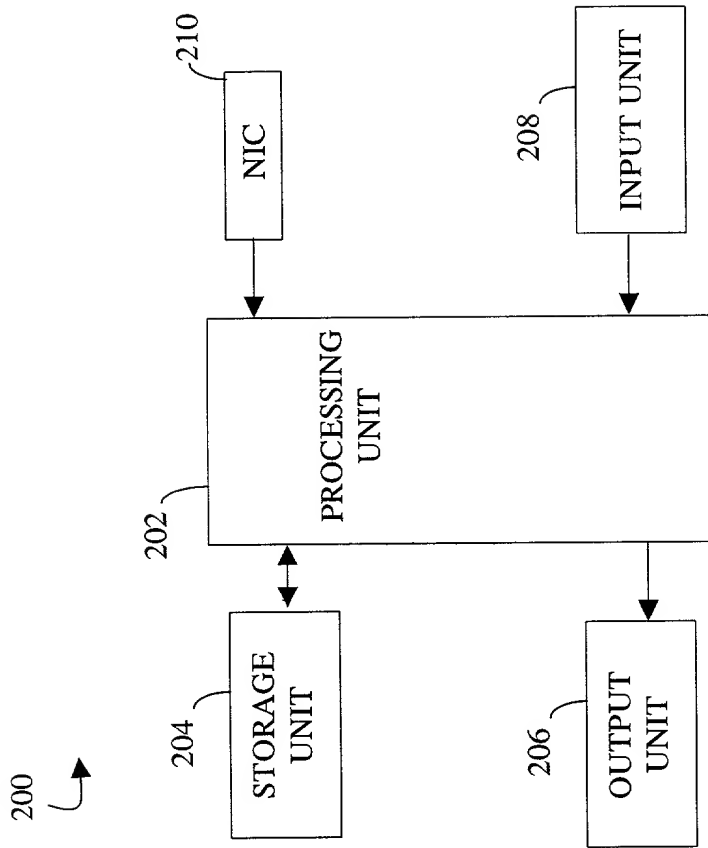 200
204
STORAGE
UNIT
202
PROCESSING
UNIT
210
NIC
206
OUTPUT
UNIT
208
INPUT UNIT